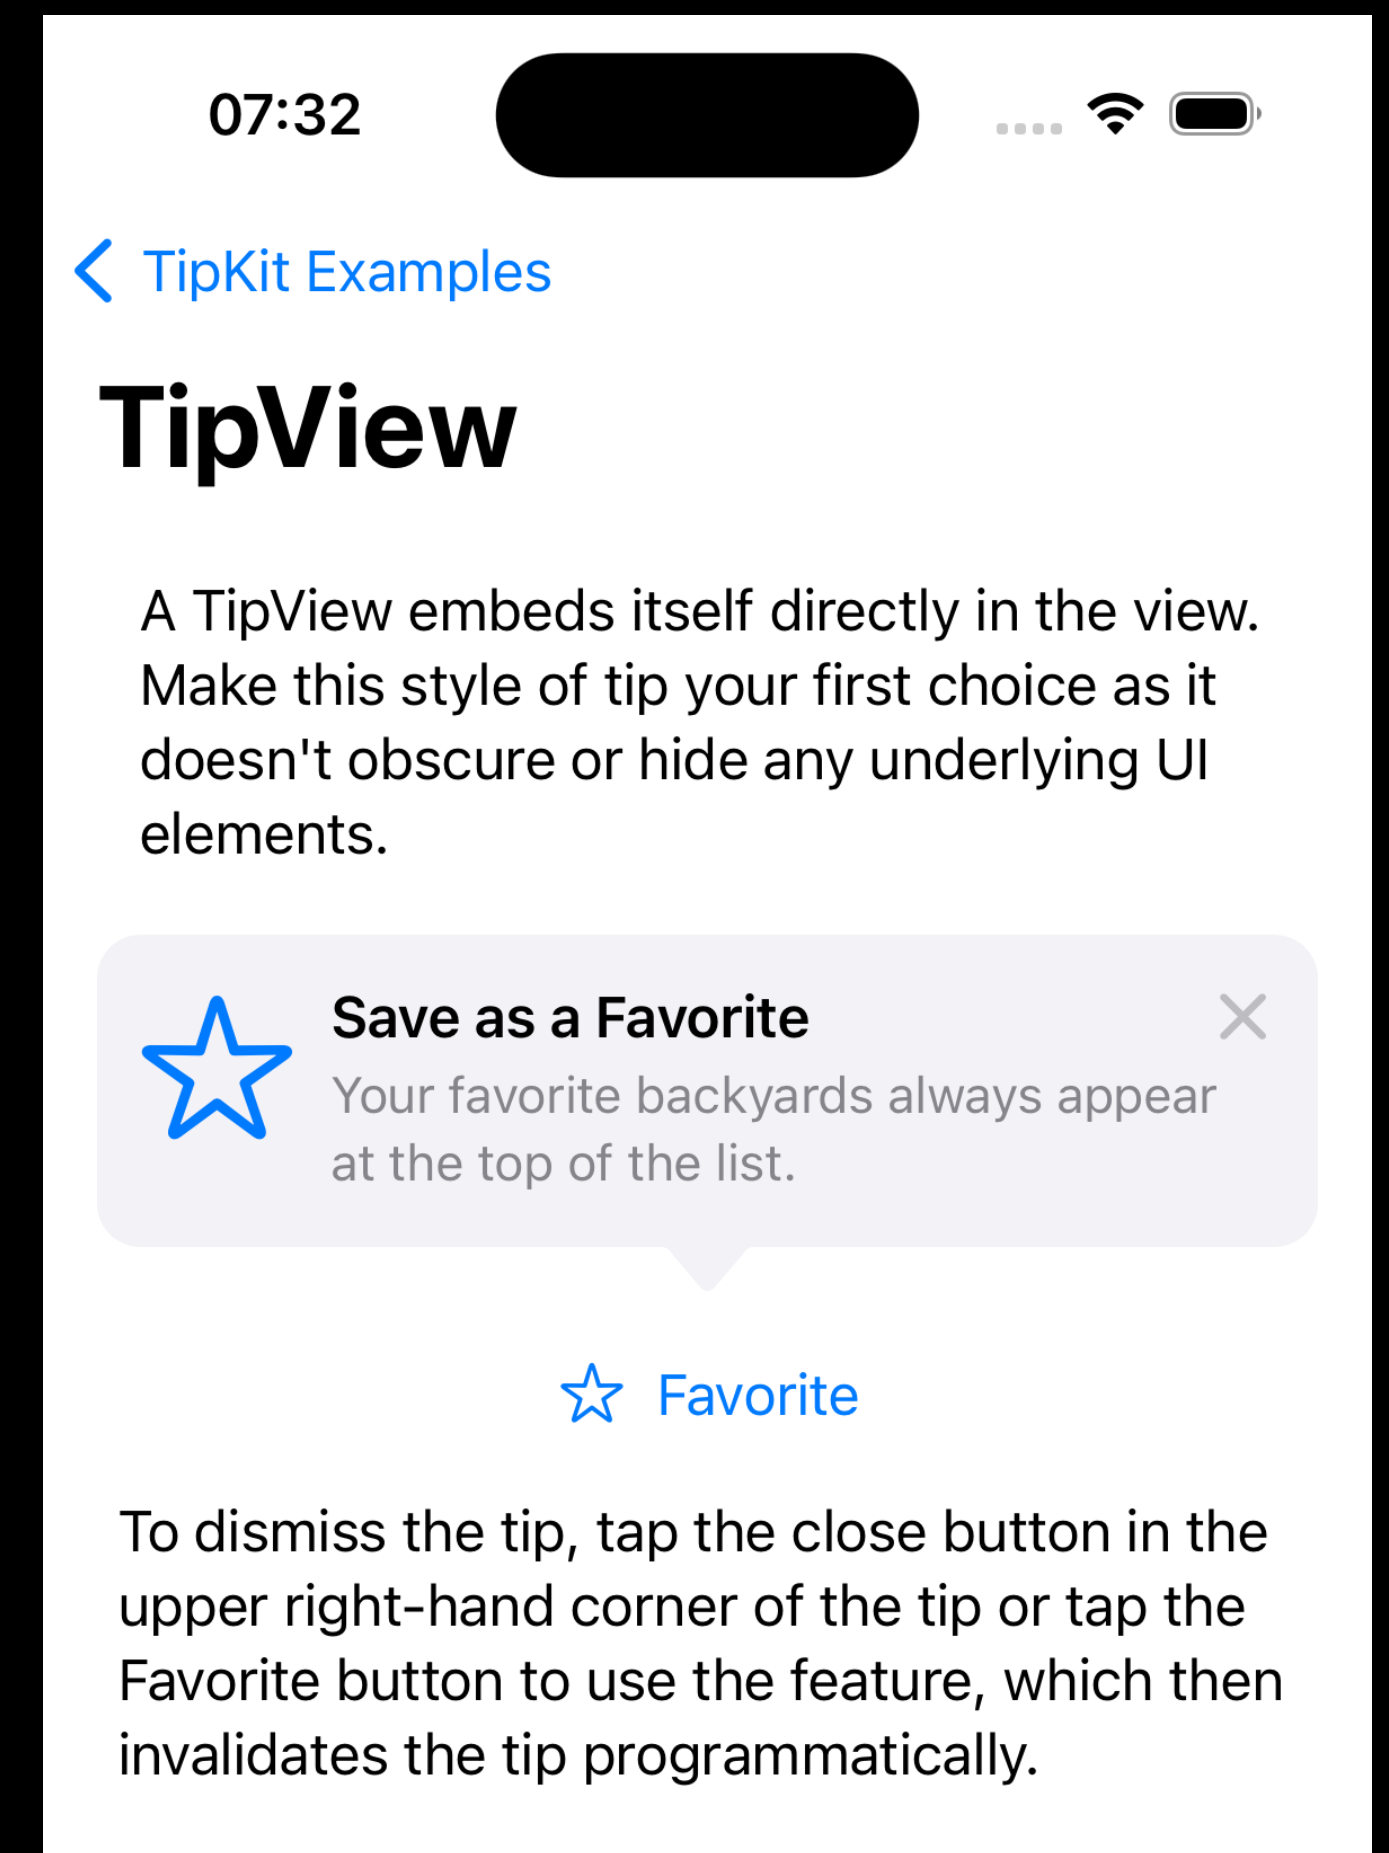 07:32
TipKit Examples
TipView
A TipView embeds itself directly in the view.
Make this style of tip your first choice as it
doesn't obscure or hide any underlying UI
elements.
Save as a Favorite
Your favorite backyards always appear
at the top of the list.
Favorite
To dismiss the tip, tap the close button in the
upper right-hand corner of the tip or tap the
Favorite button to use the feature, which then
invalidates the tip programmatically.